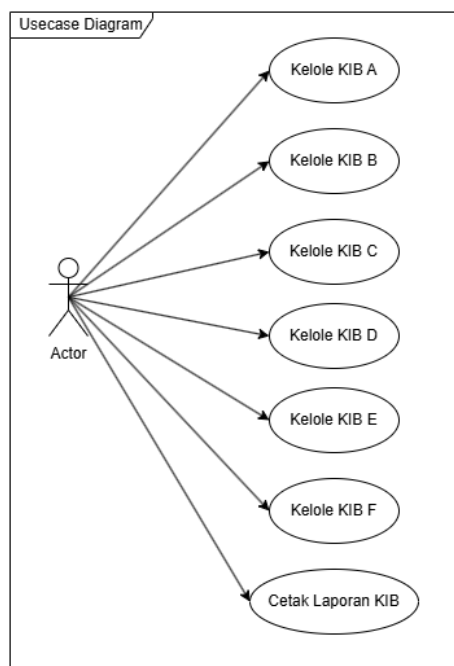 Usecase Diagram
Kelole KIB A
Kelole KIB B
Kelole KIB C
Kelole KIB D
Actor
Kelole KIB E
Kelole KIB F
Cetak Laporan KIB